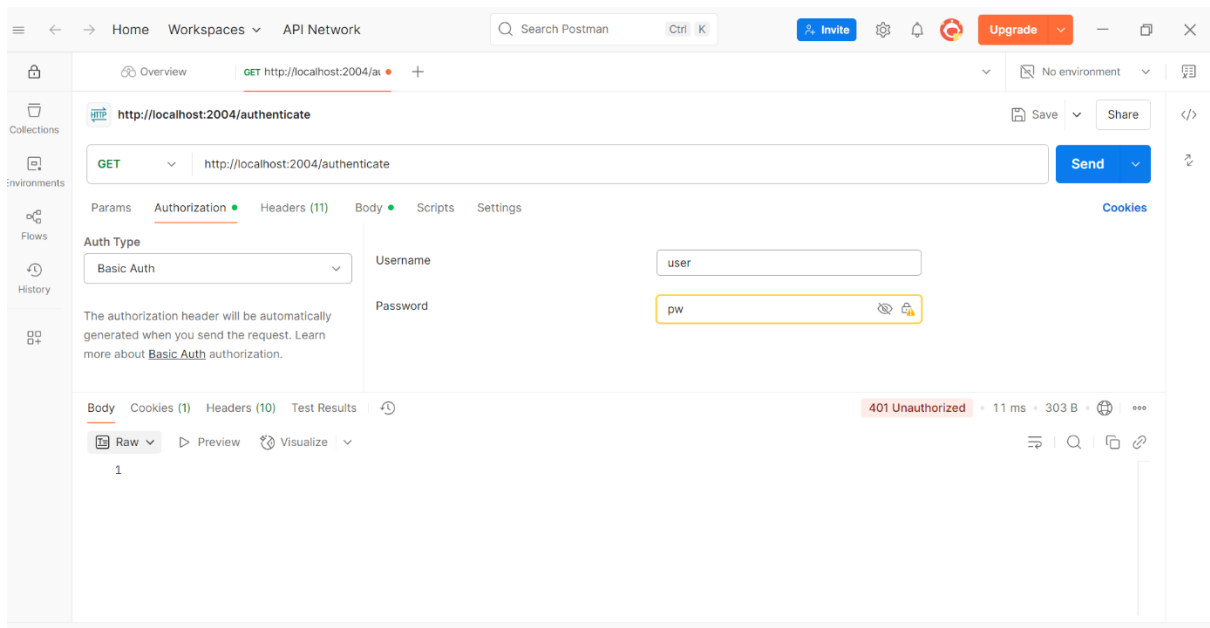 Home Workspaces API Network Search Postman Ctrl K Invite Upgrade
Overview GET http://localhost:2004/au No environment
HTTP http://localhost:2004/authenticate Save Share
GET http://localhost:2004/authenticate Send
Params Authorization Headers (11) Body Scripts Settings Cookies
Collections
Environments
Flows
History
Auth Type
Basic Auth
The authorization header will be automatically
generated when you send the request. Learn
more about Basic Auth authorization.
Username user
Password pw
Body Cookies (1) Headers (10) Test Results 401 Unauthorized 11 ms 303 B
Raw Preview Visualize
1